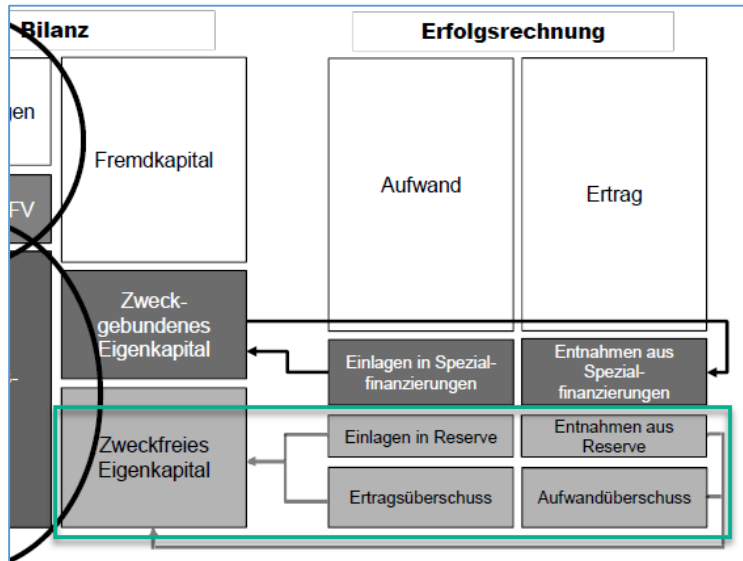 Bilanz
Erfolgsrechnung
gen
Fremdkapital
Aufwand
Ertrag
FV
Zweck-
gebundenes
Eigenkapital
Einlagen in Spezial-
finanzierungen
Entnahmen aus
Spezial-
finanzierungen
Zweckfreies
Eigenkapital
Einlagen in Reserve
Entnahmen aus
Reserve
Ertragsüberschuss
Aufwandüberschuss